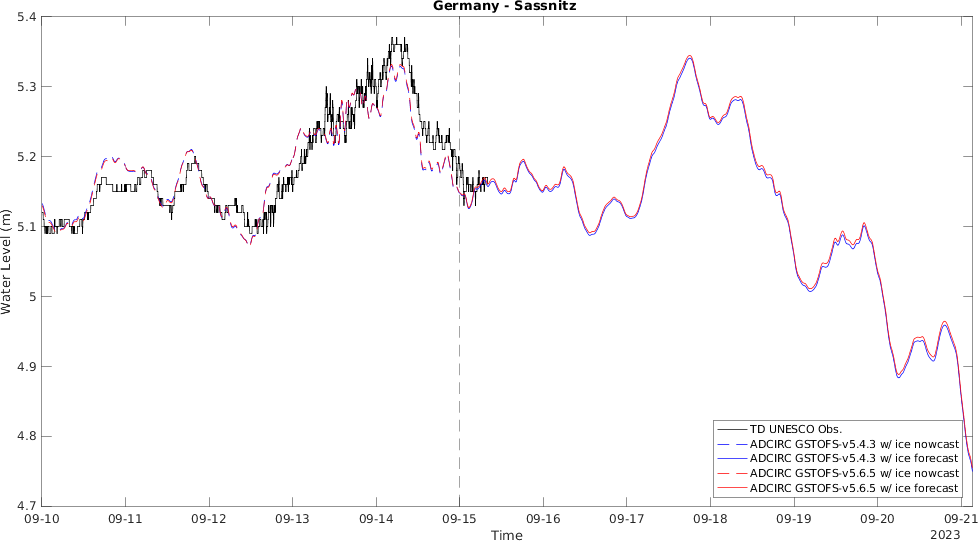 Germany - Sassnitz
5.4
5.3
5.2
5.1
5
4.9
4.8
4.7
Water Level (m)
09-10 09-11 09-12 09-13 09-14 09-15 09-16 09-17 09-18 09-19 09-20 09-21
2023
Time
TD UNESCO Obs.
ADCIRC GSTOFS-v5.4.3 w/ ice nowcast
ADCIRC GSTOFS-v5.4.3 w/ ice forecast
ADCIRC GSTOFS-v5.6.5 w/ ice nowcast
ADCIRC GSTOFS-v5.6.5 w/ ice forecast